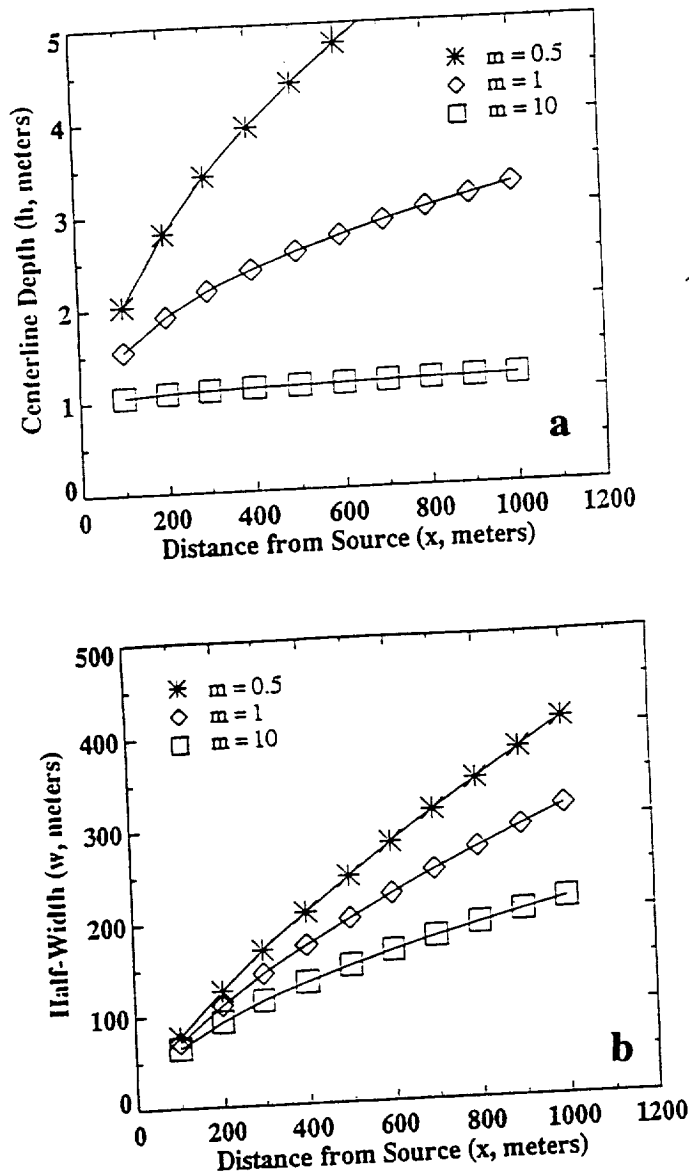 5
4
3
2
1
0
Centerline Depth (h, meters)
m = 0.5
m = 1
m = 10
a
0 200 400 600 800 1000 1200
Distance from Source (x, meters)
500
400
300
200
100
0
Half-Width (w, meters)
m = 0.5
m = 1
m = 10
b
0 200 400 600 800 1000 1200
Distance from Source (x, meters)